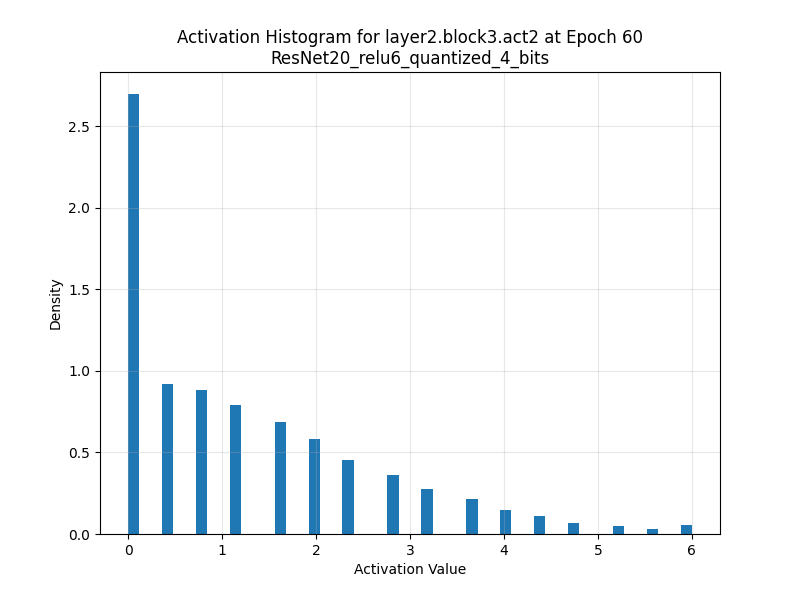 Activation Histogram for layer2.block3.act2 at Epoch 60
ResNet20_relu6_quantized_4_bits
2.5
2.0
1.5
1.0
0.5
0.0
Density
0 1 2 3 4 5 6
Activation Value